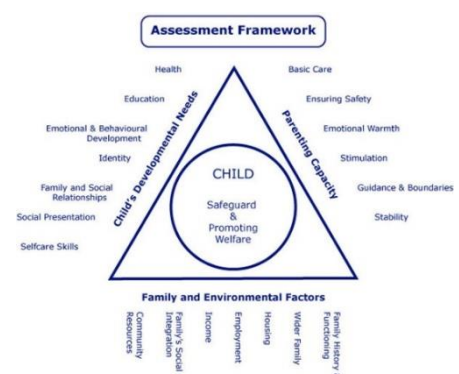 Assessment Framework
Health
Education
Emotional & Behavioural
Development
Identity
Family and Social
Relationships
Social Presentation
Selfcare Skills
Child's Developmental Needs
CHILD
Safeguard
&
Promoting
Welfare
Parenting Capacity
Basic Care
Ensuring Safety
Emotional Warmth
Stimulation
Guidance & Boundaries
Stability
Family and Environmental Factors
Community
Resources
Family's Social
Integration
Income
Employment
Housing
Wider Family
Family History
Functioning